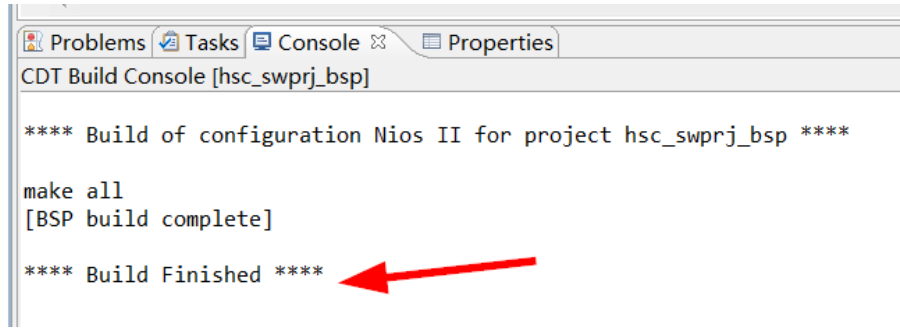 Problems Tasks Console Properties
CDT Build Console [hsc_swprj_bsp]
**** Build of configuration Nios II for project hsc_swprj_bsp ****
make all
[BSP build complete]
**** Build Finished ****